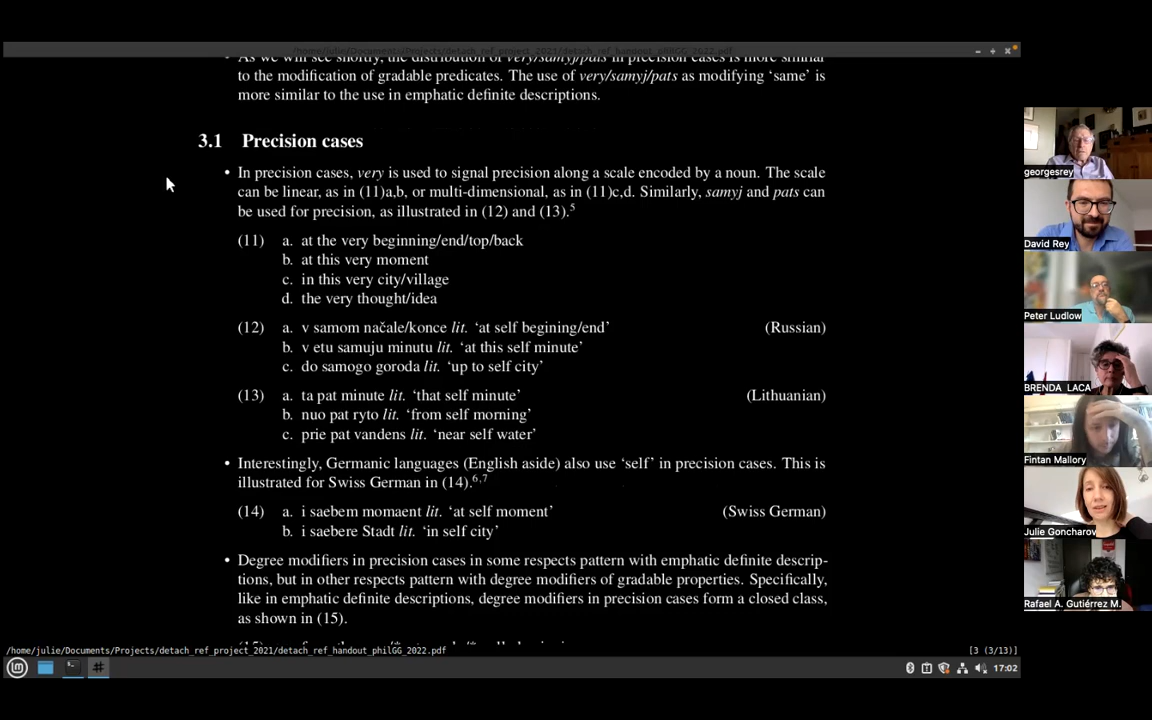 /home/julie/Documents/Projects/detach_ref_project_2021/detach_ref_handout_philGG_2022.pdf
• As we will see shortly, the distribution of very/samyj/pats in precision cases is more similar
to the modification of gradable predicates. The use of very/samyj/pats as modifying ‘same’ is
more similar to the use in emphatic definite descriptions.
3.1 Precision cases
• In precision cases, very is used to signal precision along a scale encoded by a noun. The scale
can be linear, as in (11)a,b, or multi-dimensional, as in (11)c,d. Similarly, samyj and pats can
be used for precision, as illustrated in (12) and (13).5
(11) a. at the very beginning/end/top/back
b. at this very moment
c. in this very city/village
d. the very thought/idea
(12) a. v samom načale/konce lit. ‘at self begining/end’ (Russian)
b. v etu samuju minutu lit. ‘at this self minute’
c. do samogo goroda lit. ‘up to self city’
(13) a. ta pat minute lit. ‘that self minute’ (Lithuanian)
b. nuo pat ryto lit. ‘from self morning’
c. prie pat vandens lit. ‘near self water’
• Interestingly, Germanic languages (English aside) also use ‘self’ in precision cases. This is
illustrated for Swiss German in (14).6,7
(14) a. i saebem momaent lit. ‘at self moment’ (Swiss German)
b. i saebere Stadt lit. ‘in self city’
• Degree modifiers in precision cases in some respects pattern with emphatic definite descrip-
tions, but in other respects pattern with degree modifiers of gradable properties. Specifically,
like in emphatic definite descriptions, degree modifiers in precision cases form a closed class,
as shown in (15).
/home/julie/Documents/Projects/detach_ref_project_2021/detach_ref_handout_philGG_2022.pdf [3 (3/13)]
17:02
georgesrey
David Rey
Peter Ludlow
BRENDA LACA
Fintan Mallory
Julie Goncharov
Rafael A. Gutiérrez M.